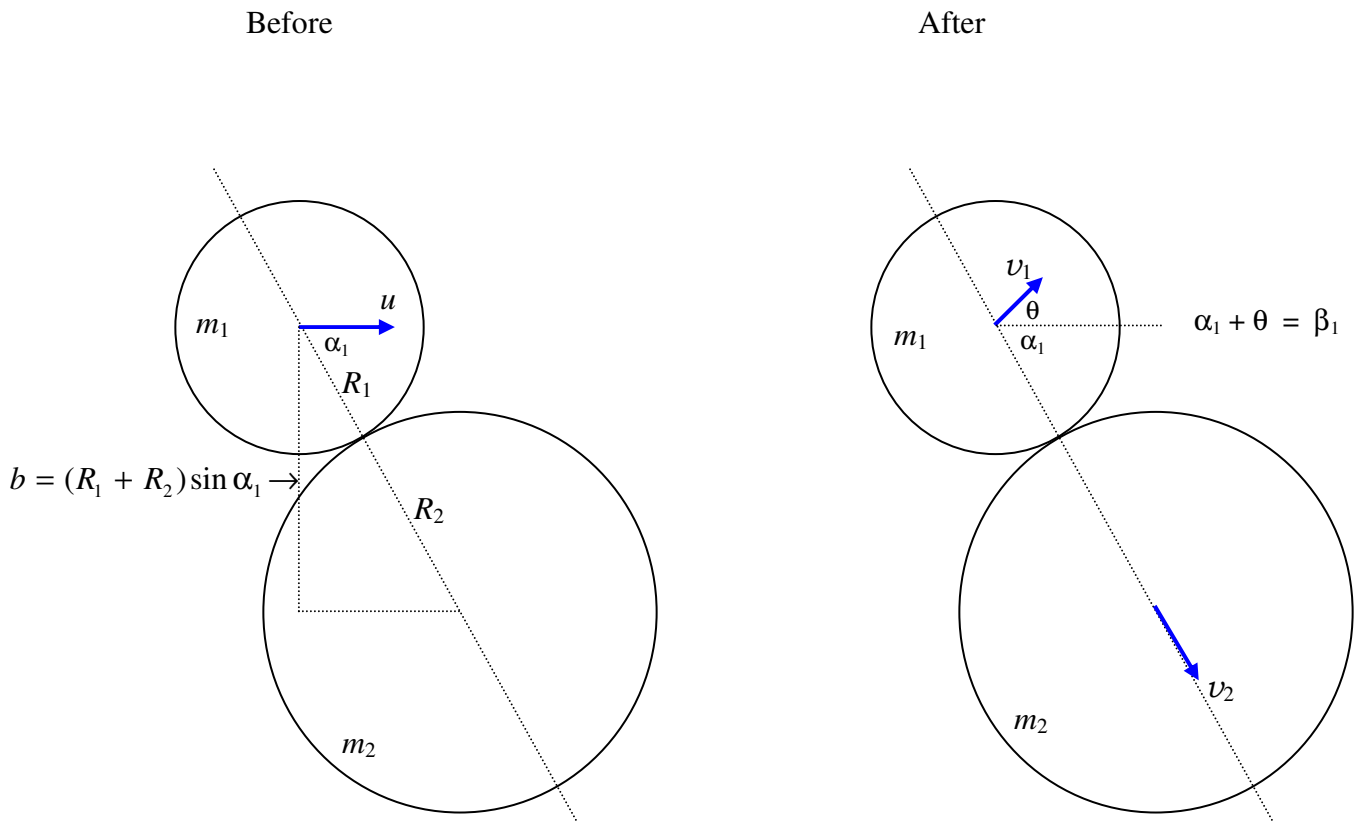 Before
After
u
m₁
α₁
R₁
b = (R₁ + R₂) sin α₁ →
R₂
m₂
υ₁
θ
α₁ + θ = β₁
m₁
α₁
υ₂
m₂